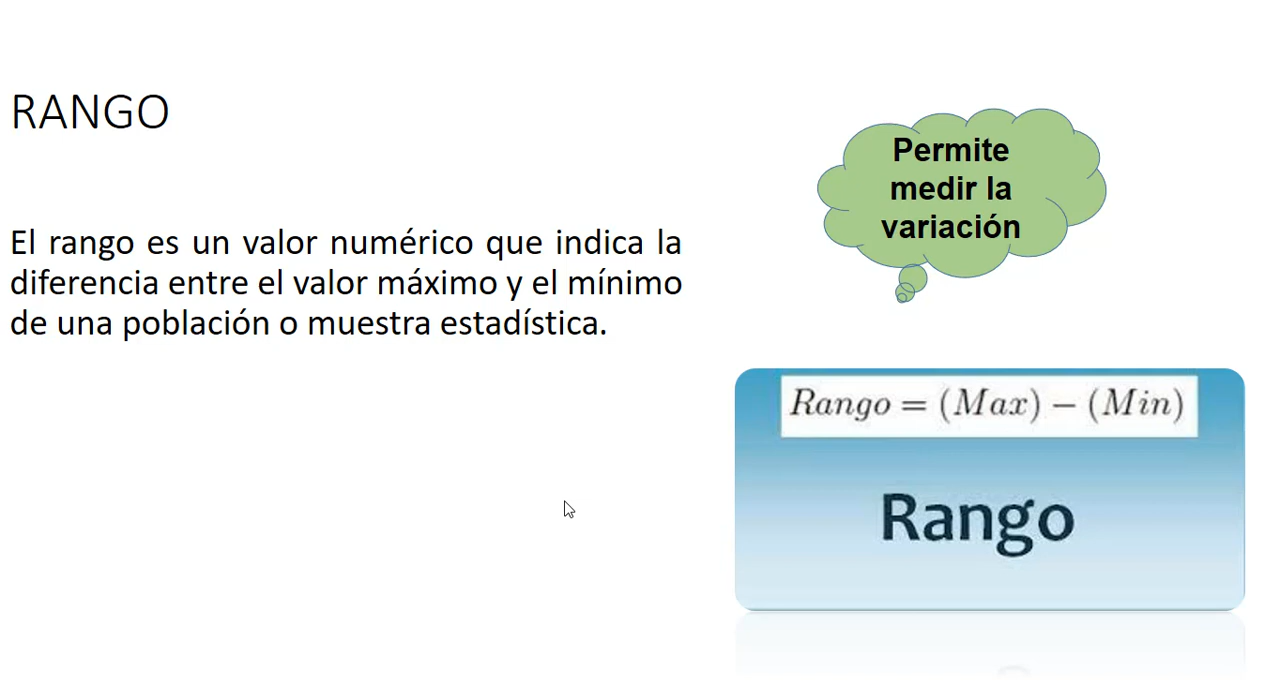 RANGO
El rango es un valor numérico que indica la
diferencia entre el valor máximo y el mínimo
de una población o muestra estadística.
Permite
medir la
variación
Rango = (Max) − (Min)
Rango